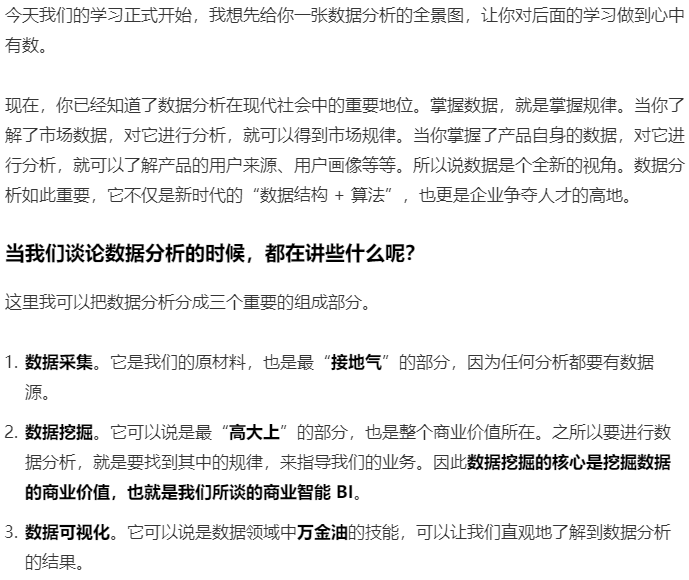 今天我们的学习正式开始，我想先给你一张数据分析的全景图，让你对后面的学习做到心中
有数。
现在，你已经知道了数据分析在现代社会中的重要地位。掌握数据，就是掌握规律。当你了
解了市场数据，对它进行分析，就可以得到市场规律。当你掌握了产品自身的数据，对它进
行分析，就可以了解产品的用户来源、用户画像等等。所以说数据是个全新的视角。数据分
析如此重要，它不仅是新时代的“数据结构 + 算法”，也更是企业争夺人才的高地。
当我们谈论数据分析的时候，都在讲些什么呢？
这里我可以把数据分析分成三个重要的组成部分。
1. 数据采集。它是我们的原材料，也是最“接地气”的部分，因为任何分析都要有数据
源。
2. 数据挖掘。它可以说是最“高大上”的部分，也是整个商业价值所在。之所以要进行数
据分析，就是要找到其中的规律，来指导我们的业务。因此数据挖掘的核心是挖掘数据
的商业价值，也就是我们所谈的商业智能 BI。
3. 数据可视化。它可以说是数据领域中万金油的技能，可以让我们直观地了解到数据分析
的结果。